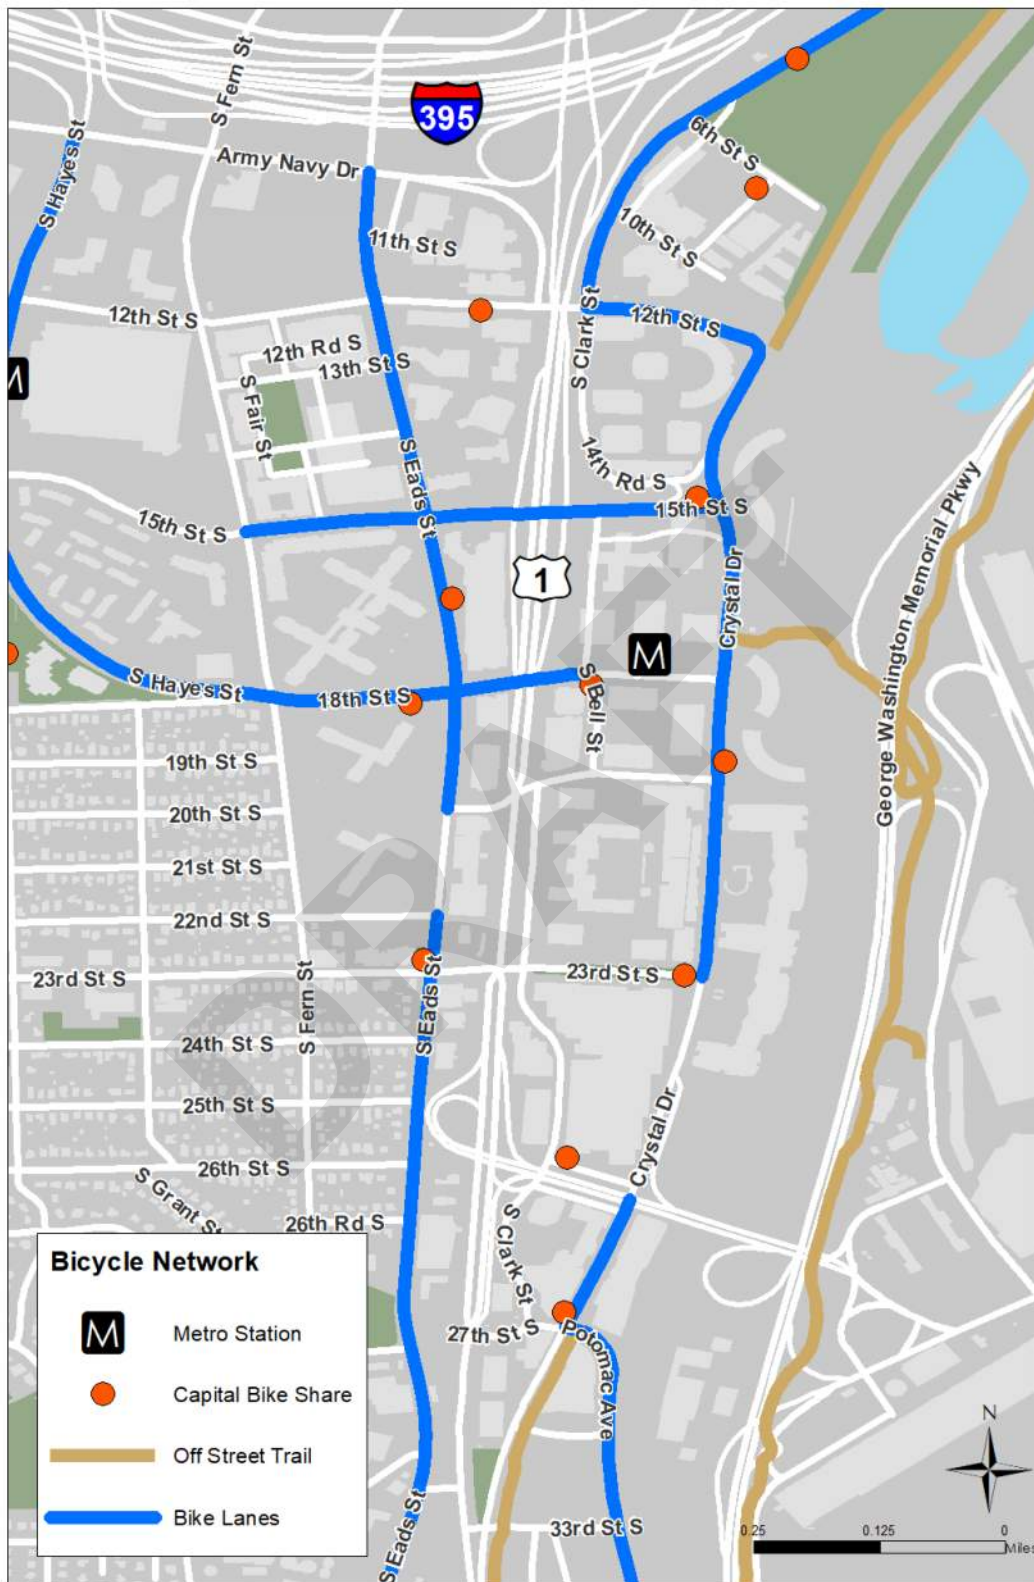 S Fern St
395
6th St S
S Hayes St
Army Navy Dr
10th St S
11th St S
12th St S
12th St S
S Clark St
12th Rd S
13th St S
M
S Fair St
S Eads St
14th Rd S
15th St S
15th St S
George Washington Memorial Pkwy
1
Crystal Dr
M
S Hayes St
18th St S
S Bell St
19th St S
20th St S
21st St S
22nd St S
DRAFT
23rd St S
23rd St S
S Fern St
S Eads St
24th St S
25th St S
Crystal Dr
26th St S
S Grant St
26th Rd S
S Clark St
27th St S
Potomac Ave
33rd St S
S Eads St
Bicycle Network
M Metro Station
Capital Bike Share
Off Street Trail
Bike Lanes
N
0.25 0.125 0
Miles